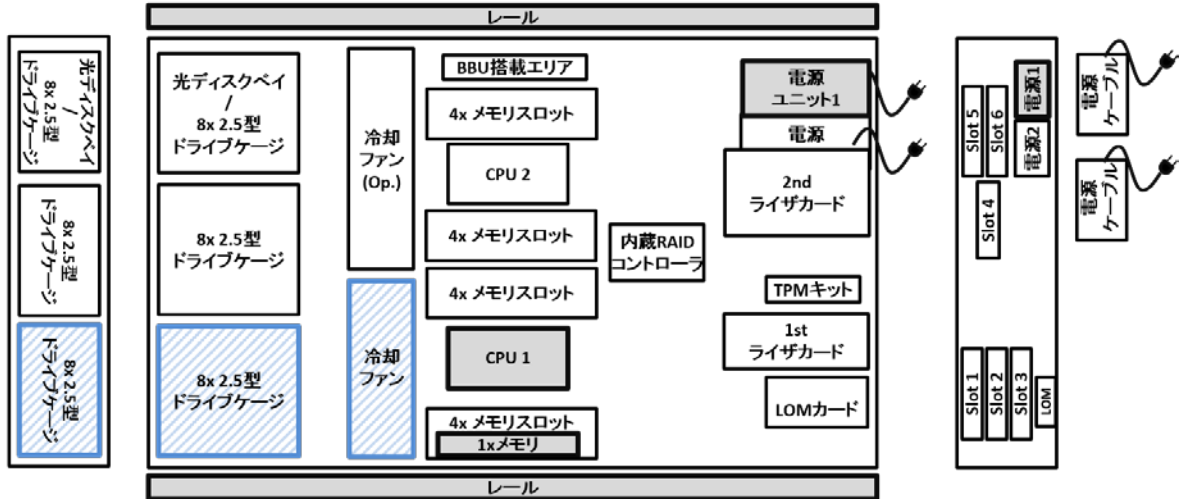 レール
光ディスクベイ
/
8x 2.5型
ドライブケージ
8x 2.5型
ドライブケージ
8x 2.5型
ドライブケージ
光ディスクベイ
/
8x 2.5型
ドライブケージ
8x 2.5型
ドライブケージ
8x 2.5型
ドライブケージ
冷却
ファン
(Op.)
冷却
ファン
BBU搭載エリア
4x メモリスロット
CPU 2
4x メモリスロット
4x メモリスロット
CPU 1
4x メモリスロット
1xメモリ
内蔵RAID
コントローラ
電源
ユニット1
電源
2nd
ライザカード
TPMキット
1st
ライザカード
LOMカード
Slot 5
Slot 6
電源1
電源2
Slot 4
Slot 1
Slot 2
Slot 3
LOM
電源
ケーブル
電源
ケーブル
レール